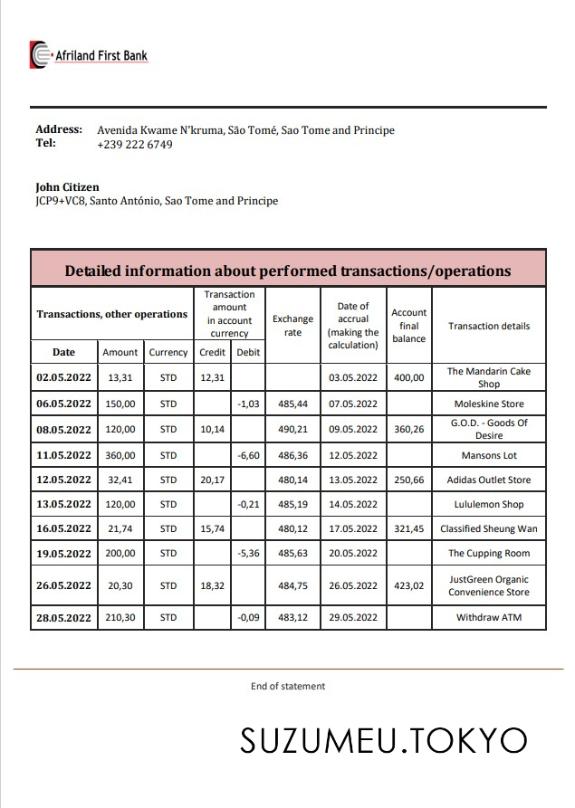 Afriland First Bank
Address: Avenida Kwame N'kruma, São Tomé, Sao Tome and Principe
Tel: +239 222 6749
John Citizen
JCP9+VC8, Santo António, Sao Tome and Principe
Detailed information about performed transactions/operations
Transactions, other operations
Transaction
amount
in account
currency
Exchange
rate
Date of
accrual
(making the
calculation)
Account
final
balance
Transaction details
Date Amount Currency Credit Debit
02.05.2022 13,31 STD 12,31 03.05.2022 400,00 The Mandarin Cake
Shop
06.05.2022 150,00 STD -1,03 485,44 07.05.2022 Moleskine Store
08.05.2022 120,00 STD 10,14 490,21 09.05.2022 360,26 G.O.D. - Goods Of
Desire
11.05.2022 360,00 STD -6,60 486,36 12.05.2022 Mansons Lot
12.05.2022 32,41 STD 20,17 480,14 13.05.2022 250,66 Adidas Outlet Store
13.05.2022 120,00 STD -0,21 485,19 14.05.2022 Lululemon Shop
16.05.2022 21,74 STD 15,74 480,12 17.05.2022 321,45 Classified Sheung Wan
19.05.2022 200,00 STD -5,36 485,63 20.05.2022 The Cupping Room
26.05.2022 20,30 STD 18,32 484,75 26.05.2022 423,02 JustGreen Organic
Convenience Store
28.05.2022 210,30 STD -0,09 483,12 29.05.2022 Withdraw ATM
End of statement
SUZUMEU.TOKYO